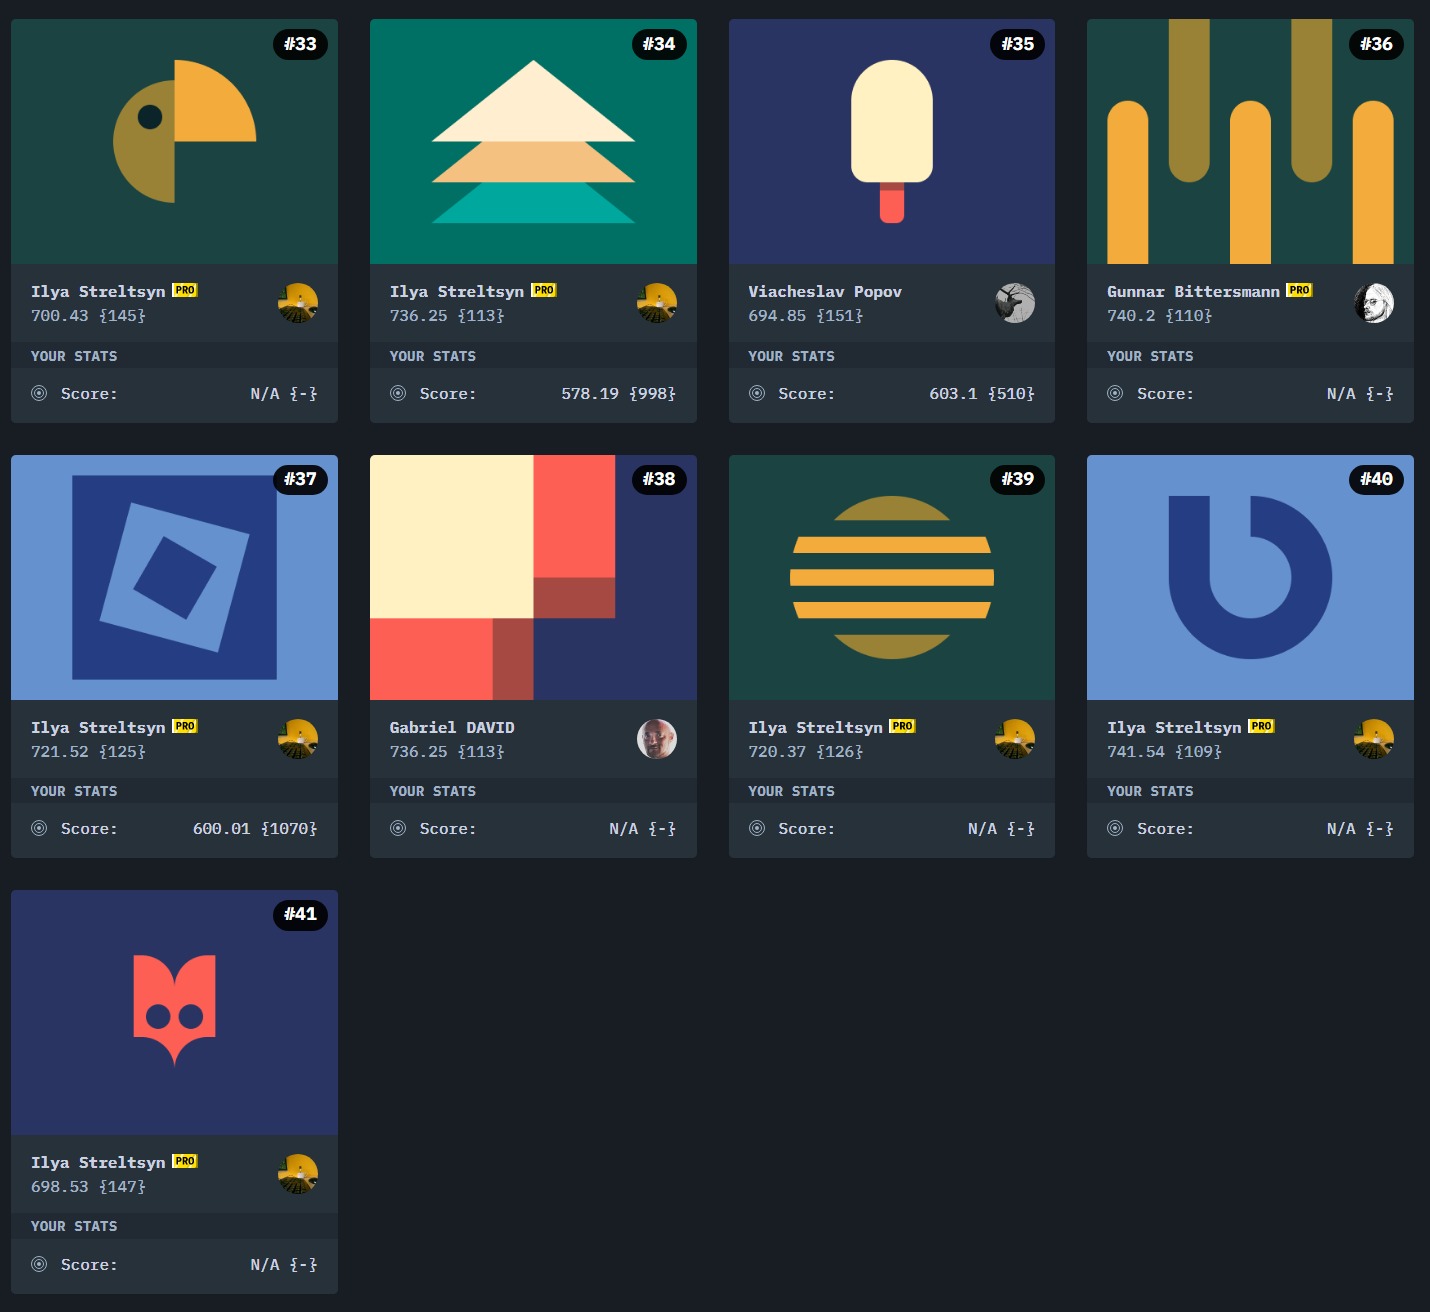 #33
Ilya Streltsyn PRO
700.43 {145}
YOUR STATS
Score: N/A {-}
#34
Ilya Streltsyn PRO
736.25 {113}
YOUR STATS
Score: 578.19 {998}
#35
Viacheslav Popov
694.85 {151}
YOUR STATS
Score: 603.1 {510}
#36
Gunnar Bittersmann PRO
740.2 {110}
YOUR STATS
Score: N/A {-}
#37
Ilya Streltsyn PRO
721.52 {125}
YOUR STATS
Score: 600.01 {1070}
#38
Gabriel DAVID
736.25 {113}
YOUR STATS
Score: N/A {-}
#39
Ilya Streltsyn PRO
720.37 {126}
YOUR STATS
Score: N/A {-}
#40
Ilya Streltsyn PRO
741.54 {109}
YOUR STATS
Score: N/A {-}
#41
Ilya Streltsyn PRO
698.53 {147}
YOUR STATS
Score: N/A {-}